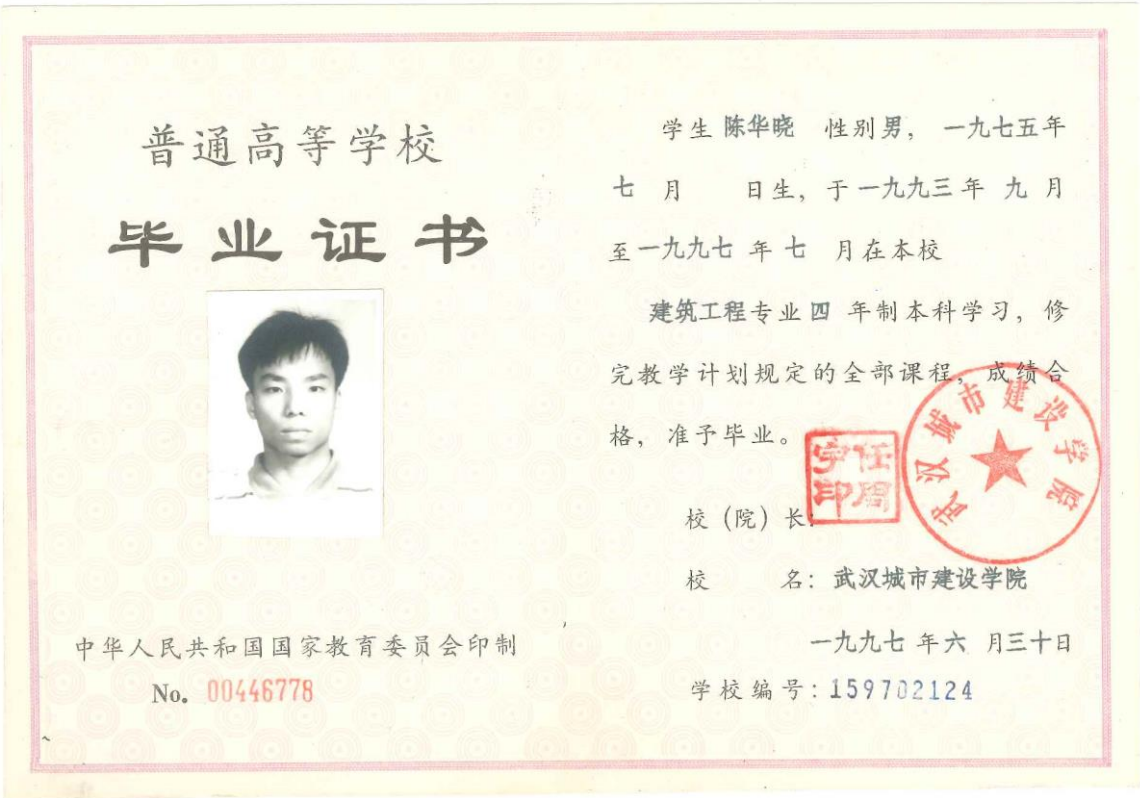 普通高等学校
毕业证书
中华人民共和国国家教育委员会印制
No. 00446778
学生 陈华晓 性别男，一九七五年
七 月 日生，于一九九三年 九 月
至一九九七 年 七 月在本校
建筑工程专业四 年制本科学习，修
完教学计划规定的全部课程，成绩合
格，准予毕业。
校（院）长：
任周
宇印
武汉城市建设学院
校 名：武汉城市建设学院
一九九七 年六 月三十日
学校编号：159702124